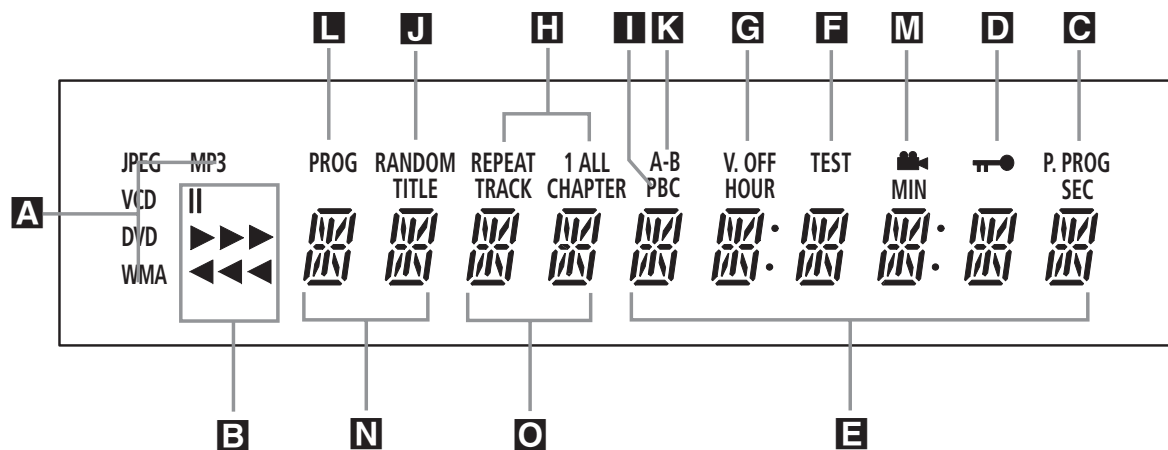 L J H I K G F M D C
JPEG MP3 PROG RANDOM REPEAT 1 ALL A-B V. OFF TEST P. PROG
TITLE TRACK CHAPTER PBC HOUR MIN SEC
VCD
A
DVD
WMA
B N O E